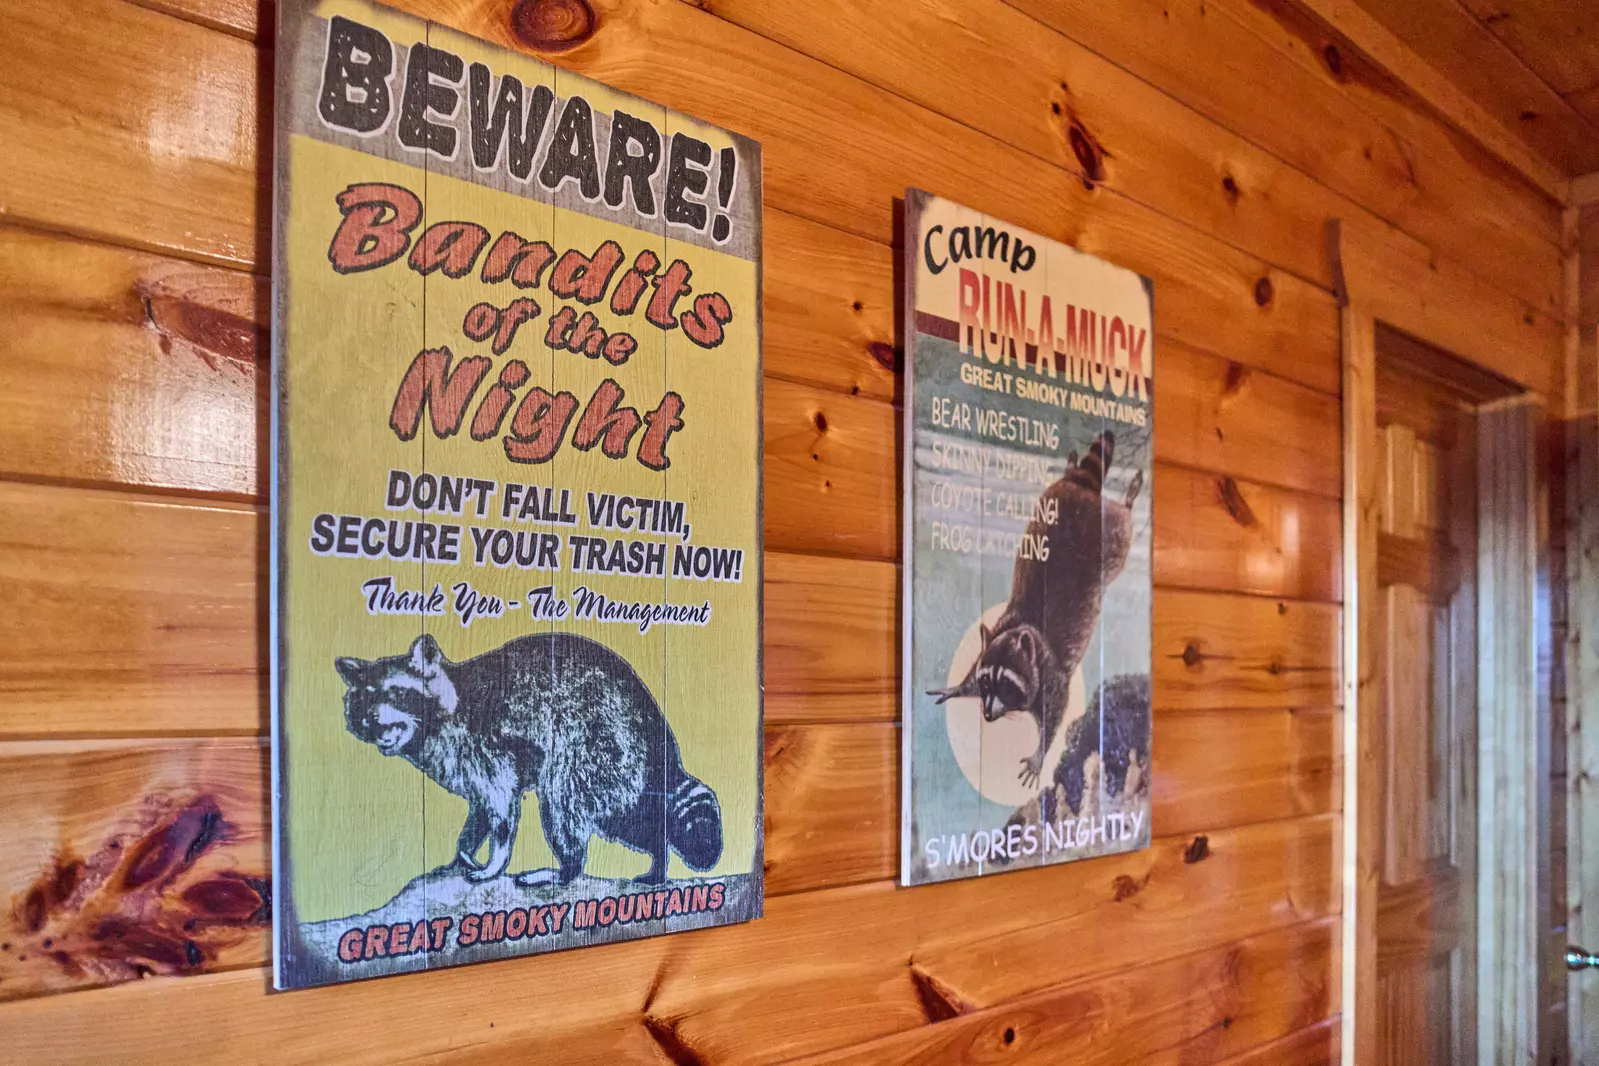 BEWARE!
Bandits
of the
Night
DON'T FALL VICTIM,
SECURE YOUR TRASH NOW!
Thank You - The Management
GREAT SMOKY MOUNTAINS
Camp
RUN-A-MUCK
GREAT SMOKY MOUNTAINS
BEAR WRESTLING
SKINNY DIPPING
COYOTE CALLING!
FROG CATCHING
S'MORES NIGHTLY